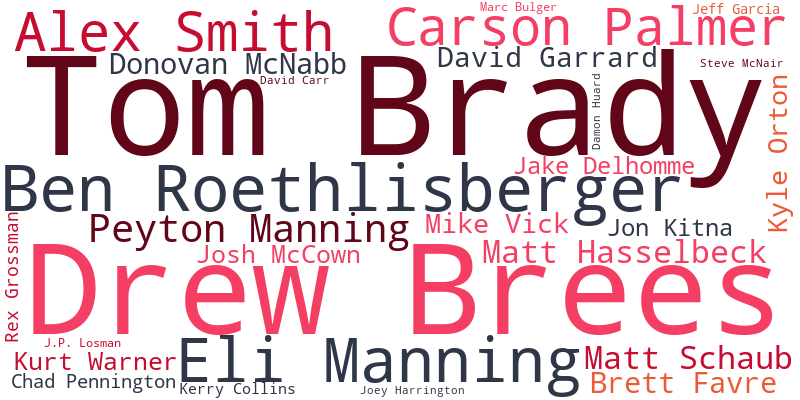 Marc Bulger
Jeff Garcia
Alex Smith
Carson Palmer
Donovan McNabb
David Garrard
Steve McNair
David Carr
Tom Brady
Damon Huard
Kyle Orton
Jake Delhomme
Ben Roethlisberger
Peyton Manning
Mike Vick
Jon Kitna
Rex Grossman
Josh McCown
Matt Hasselbeck
Drew Brees
J.P. Losman
Eli Manning
Kurt Warner
Matt Schaub
Chad Pennington
Kerry Collins
Joey Harrington
Brett Favre